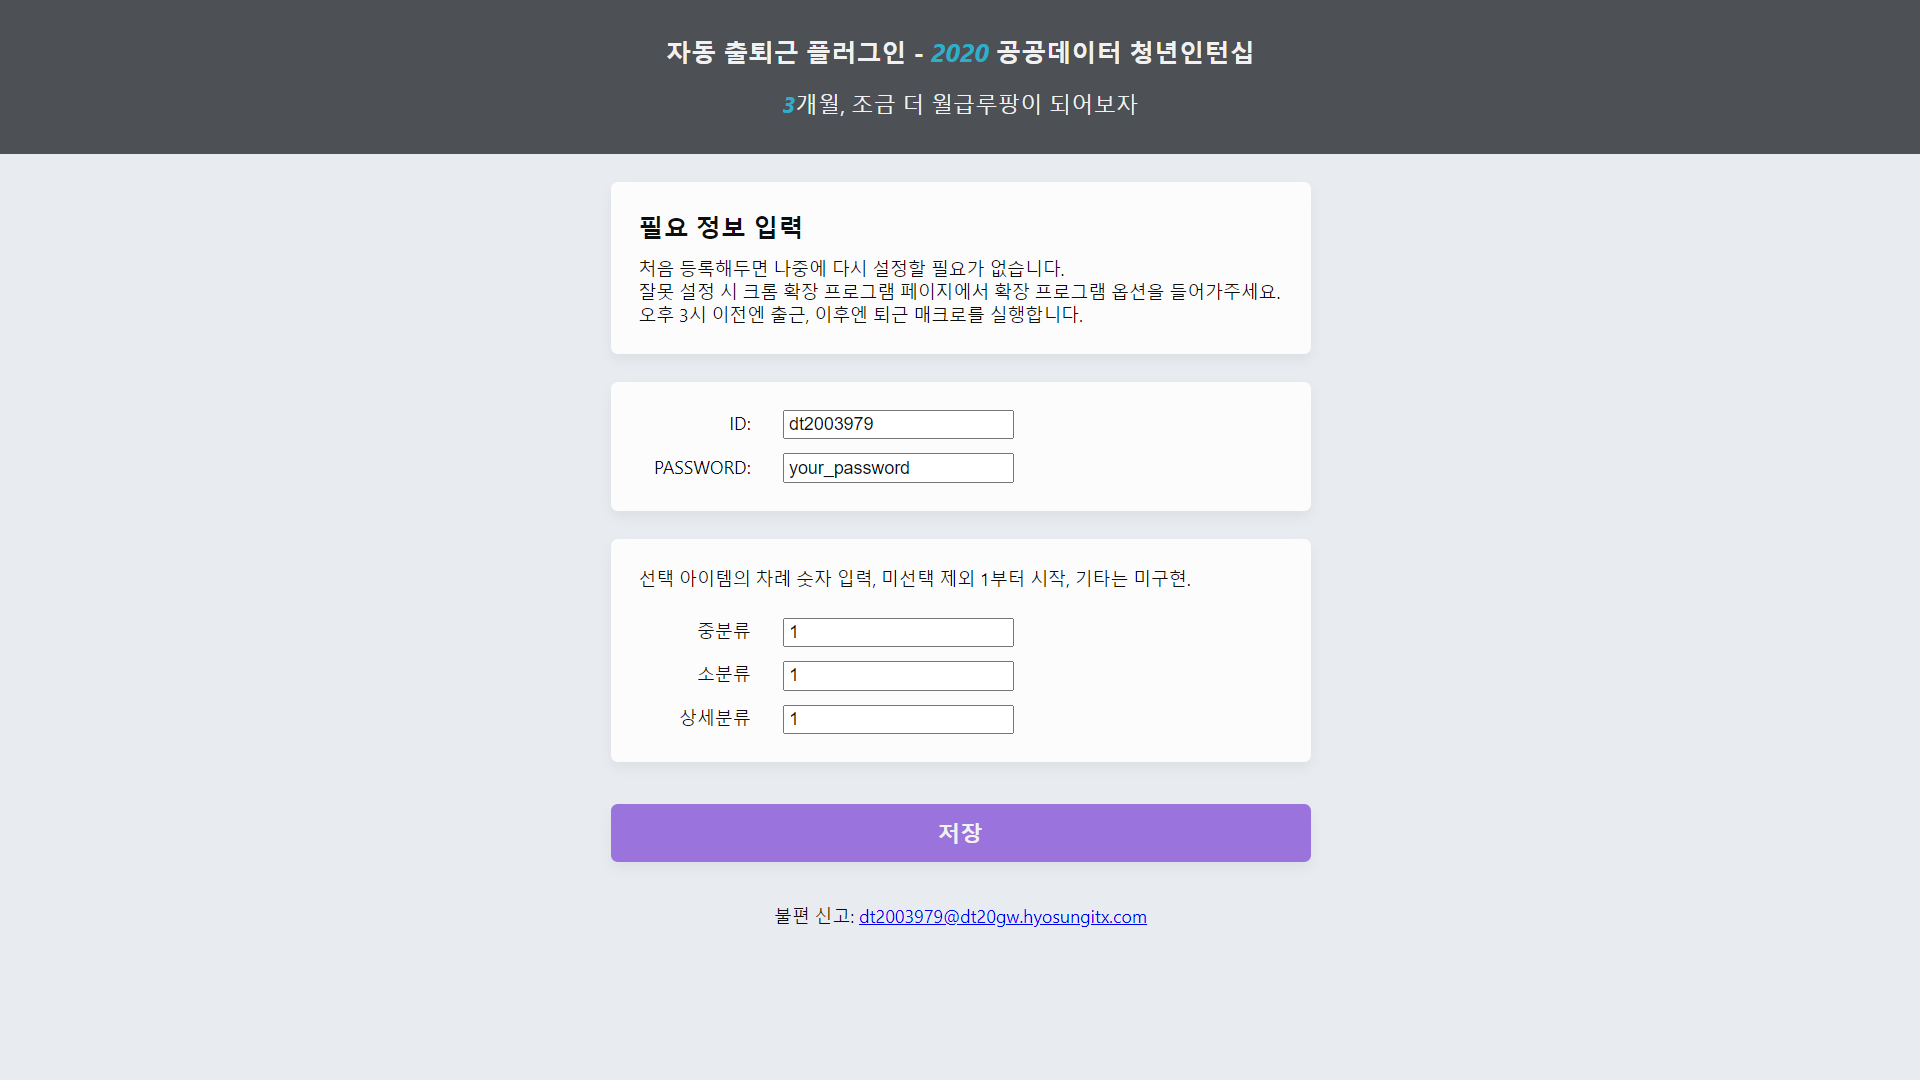 자동 출퇴근 플러그인 - 2020 공공데이터 청년인턴십
3개월, 조금 더 월급루팡이 되어보자
필요 정보 입력
처음 등록해두면 나중에 다시 설정할 필요가 없습니다.
잘못 설정 시 크롬 확장 프로그램 페이지에서 확장 프로그램 옵션을 들어가주세요.
오후 3시 이전엔 출근, 이후엔 퇴근 매크로를 실행합니다.
ID: dt2003979
PASSWORD: your_password
선택 아이템의 차례 숫자 입력, 미선택 제외 1부터 시작, 기타는 미구현.
중분류 1
소분류 1
상세분류 1
저장
불편 신고: dt2003979@dt20gw.hyosungitx.com